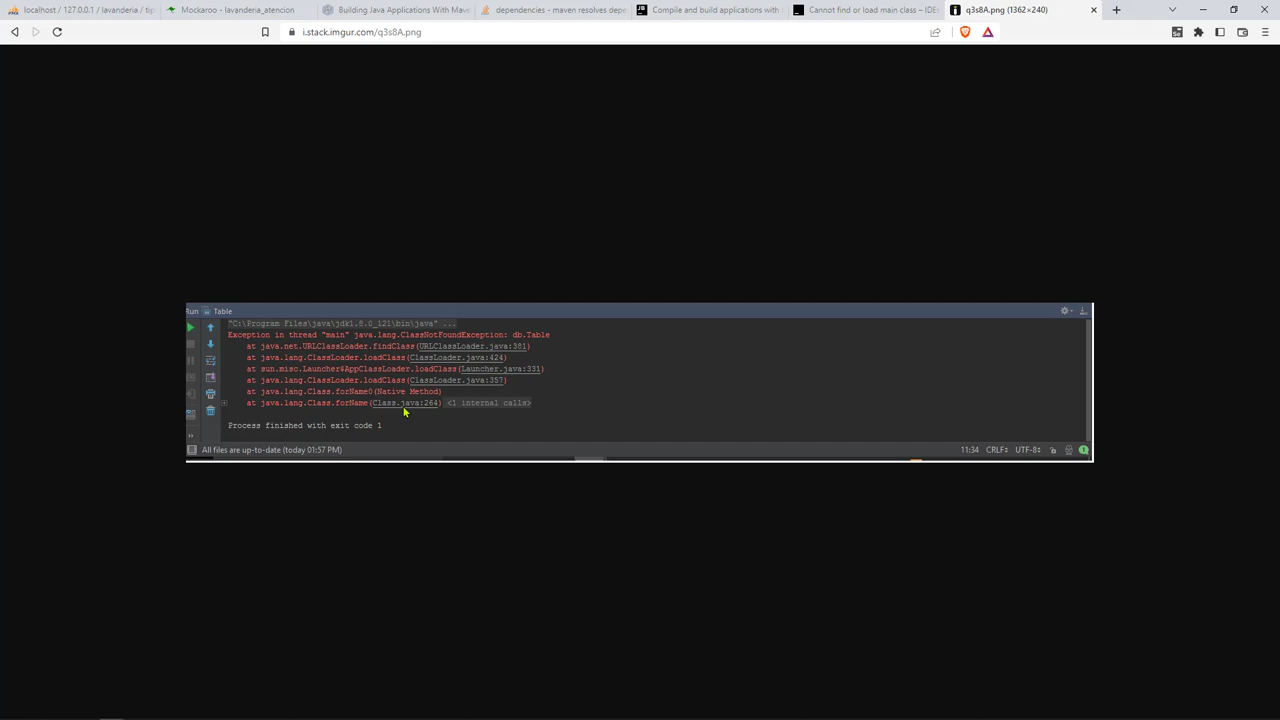 localhost / 127.0.0.1 / lavanderia / tip
Mockaroo - lavanderia_atencion
Building Java Applications With Mave
dependencies - maven resolves depe
Compile and build applications with
Cannot find or load main class – IDEs
q3s8A.png (1362×240)
i.stack.imgur.com/q3s8A.png
Run Table
"C:\Program Files\java\jdk1.8.0_121\bin\java" ...
Exception in thread "main" java.lang.ClassNotFoundException: db.Table
at java.net.URLClassLoader.findClass(URLClassLoader.java:381)
at java.lang.ClassLoader.loadClass(ClassLoader.java:424)
at sun.misc.Launcher$AppClassLoader.loadClass(Launcher.java:331)
at java.lang.ClassLoader.loadClass(ClassLoader.java:357)
at java.lang.Class.forName0(Native Method)
at java.lang.Class.forName(Class.java:264) <1 internal calls>
Process finished with exit code 1
All files are up-to-date (today 01:57 PM)
11:34 CRLF UTF-8